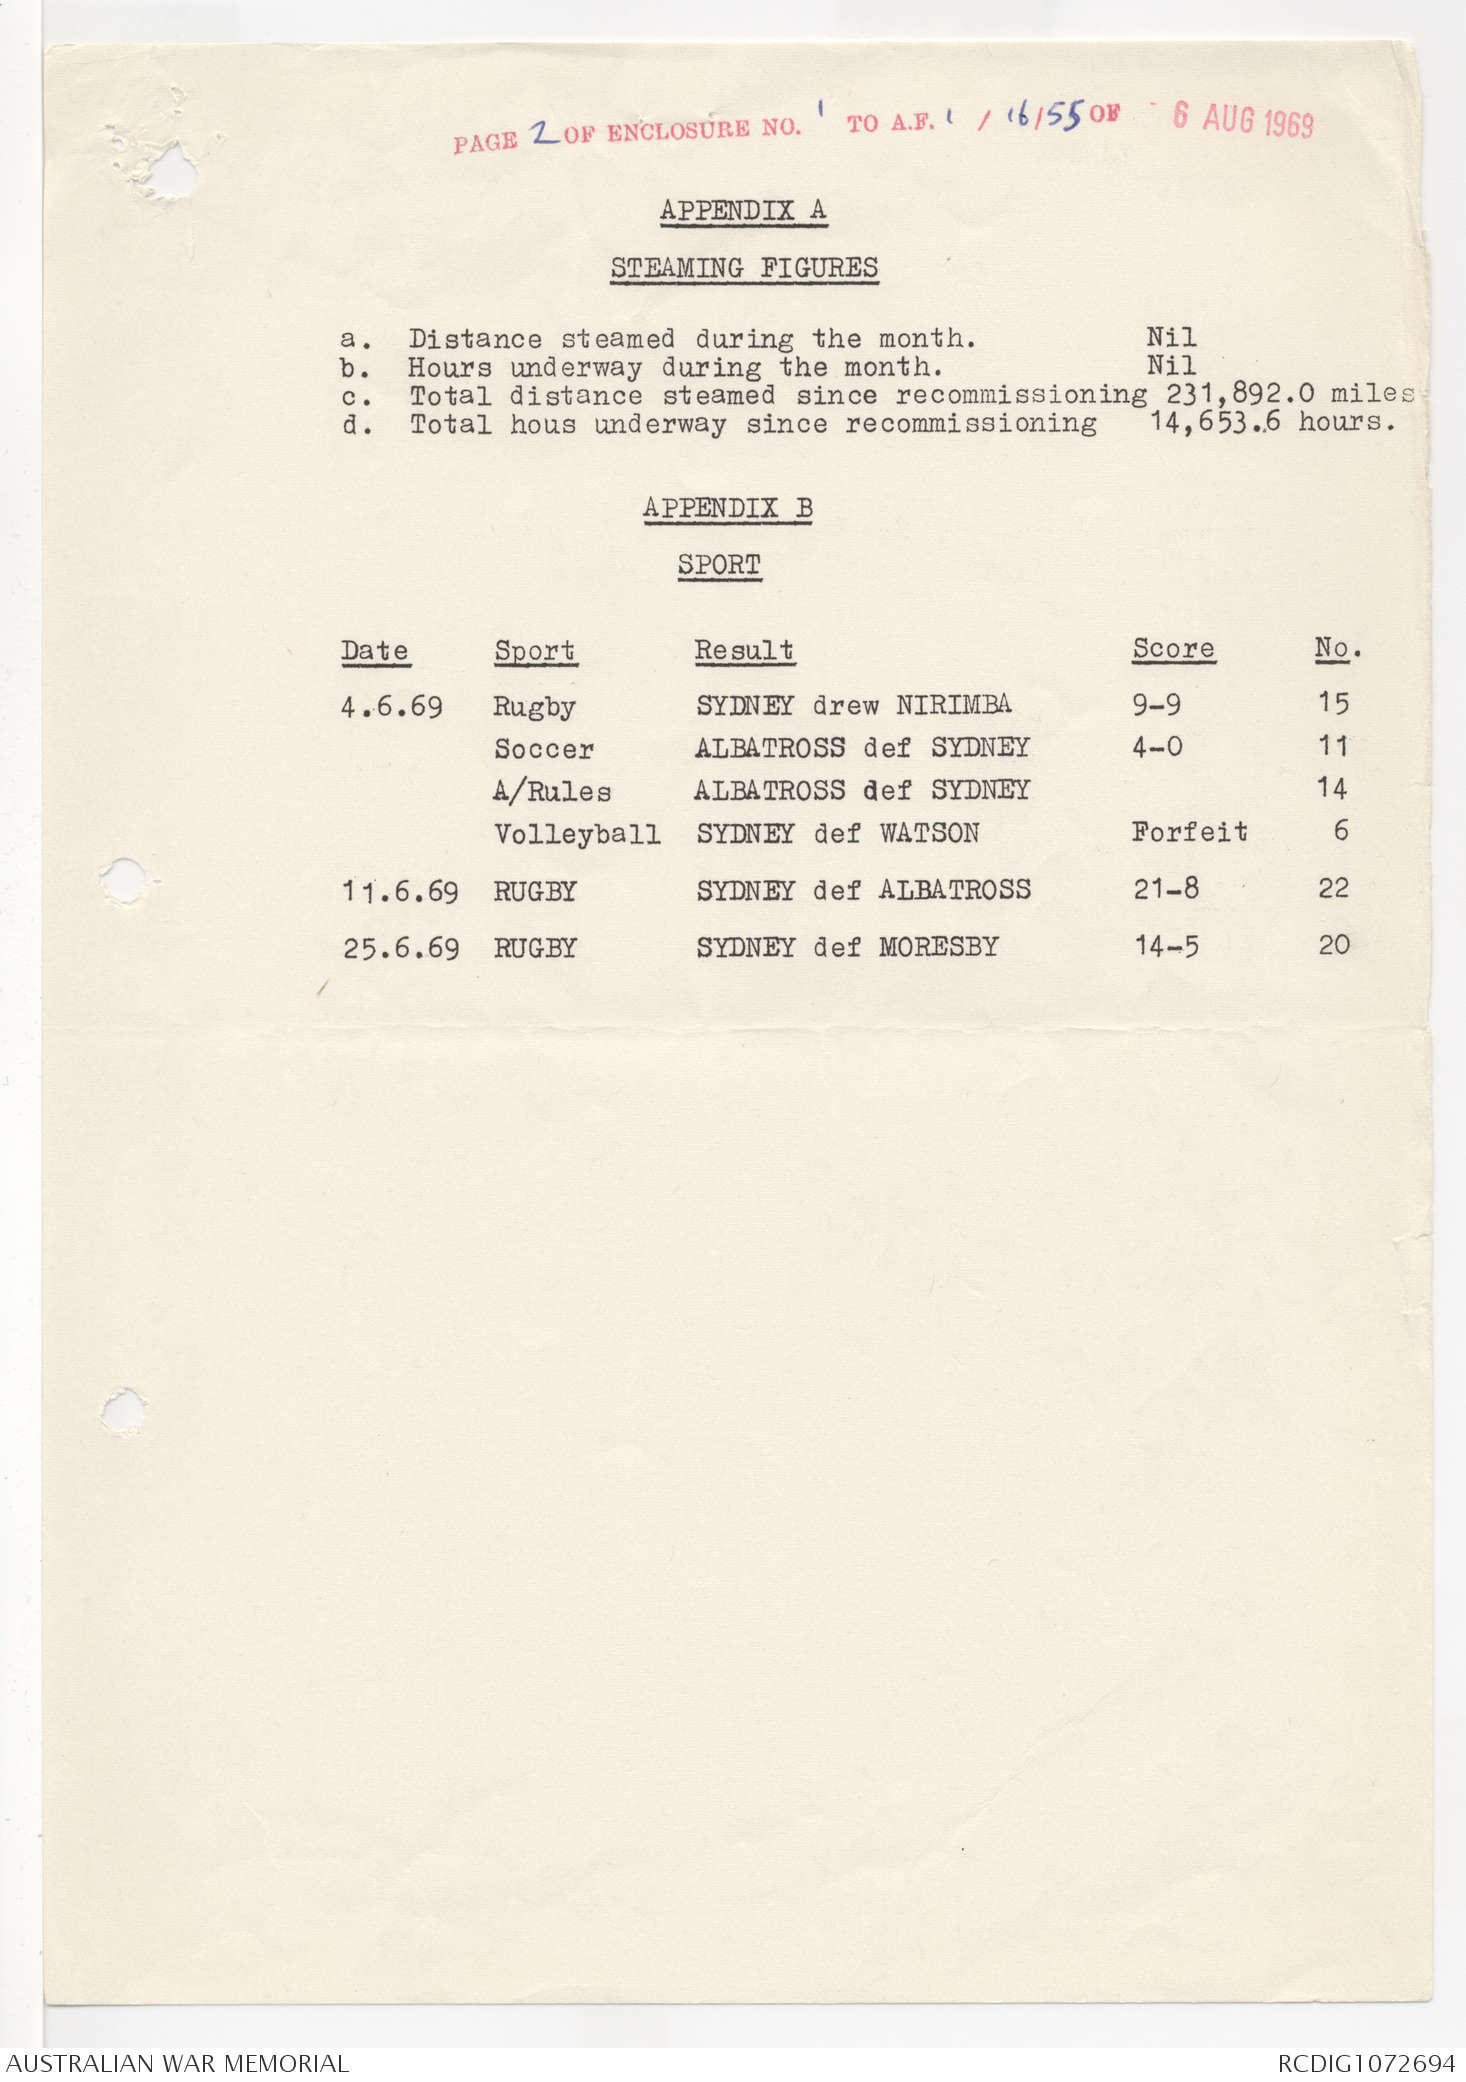 PAGE 2 OF ENCLOSURE NO. 1 TO A.F. 1 / 16/55 OF 6 AUG 1969
APPENDIX A
STEAMING FIGURES
a. Distance steamed during the month. Nil
b. Hours underway during the month. Nil
c. Total distance steamed since recommissioning 231,892.0 miles
d. Total hous underway since recommissioning 14,653.6 hours.
APPENDIX B
SPORT
Date Sport Result Score No.
4.6.69 Rugby SYDNEY drew NIRIMBA 9-9 15
Soccer ALBATROSS def SYDNEY 4-0 11
A/Rules ALBATROSS def SYDNEY 14
Volleyball SYDNEY def WATSON Forfeit 6
11.6.69 RUGBY SYDNEY def ALBATROSS 21-8 22
25.6.69 RUGBY SYDNEY def MORESBY 14-5 20
AUSTRALIAN WAR MEMORIAL RCDIG1072694